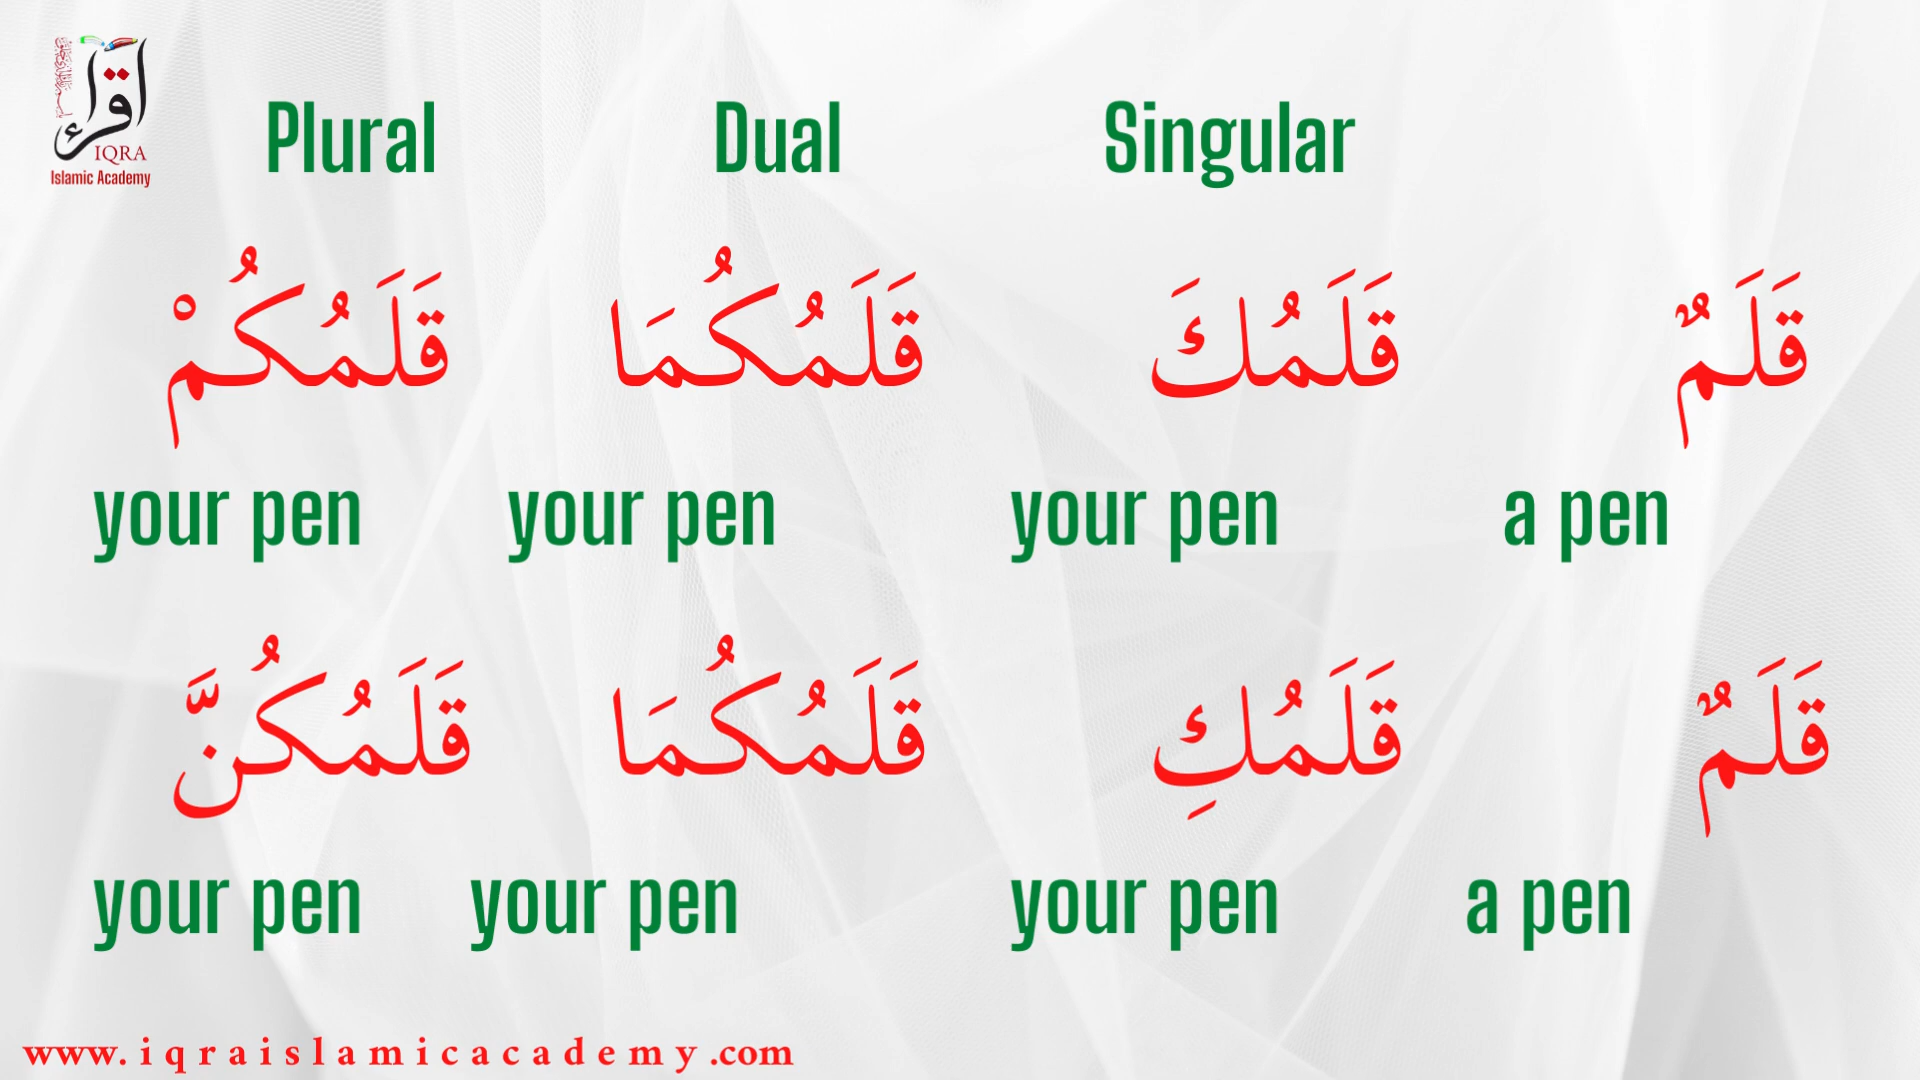 اقرأ
IQRA
Islamic Academy
Plural Dual Singular
قَلَمٌ قَلَمُكَ قَلَمُكُمَا قَلَمُكُمْ
your pen your pen your pen a pen
قَلَمٌ قَلَمُكِ قَلَمُكُمَا قَلَمُكُنَّ
your pen your pen your pen a pen
www.iqraislamicacademy.com